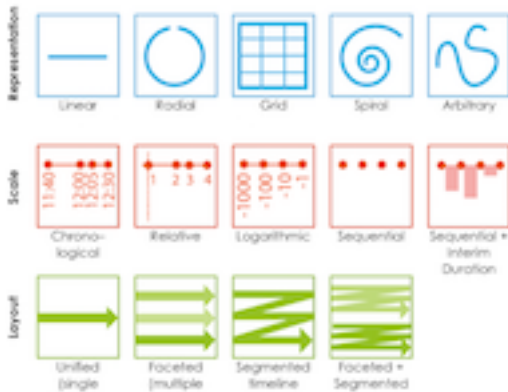 Representation
Linear
Radial
Grid
Spiral
Arbitrary
Scale
11:40
12:00
12:05
12:30
1 2 3 4
-1000
-100
-10
-1
Chrono-
logical
Relative
Logarithmic
Sequential
Sequential +
Interim
Duration
Layout
Unified
(single
Faceted
(multiple
Segmented
timeline
Faceted +
Segmented